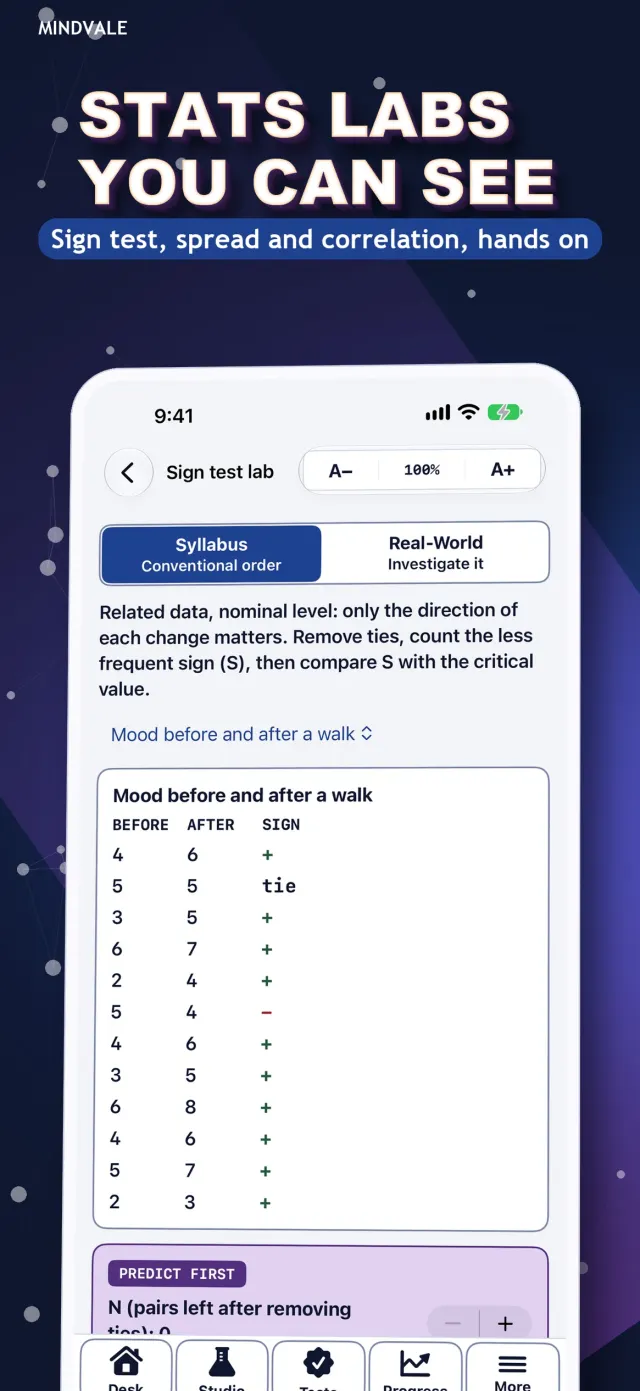 MINDVALE
STATS LABS
YOU CAN SEE
Sign test, spread and correlation, hands on
9:41
Sign test lab
A− 100% A+
Syllabus
Conventional order
Real-World
Investigate it
Related data, nominal level: only the direction of
each change matters. Remove ties, count the less
frequent sign (S), then compare S with the critical
value.
Mood before and after a walk
Mood before and after a walk
BEFORE AFTER SIGN
4 6 +
5 5 tie
3 5 +
6 7 +
2 4 +
5 4 −
4 6 +
3 5 +
6 8 +
4 6 +
5 7 +
2 3 +
PREDICT FIRST
N (pairs left after removing
ties): 0
− +
Desk Studio Tests Progress More